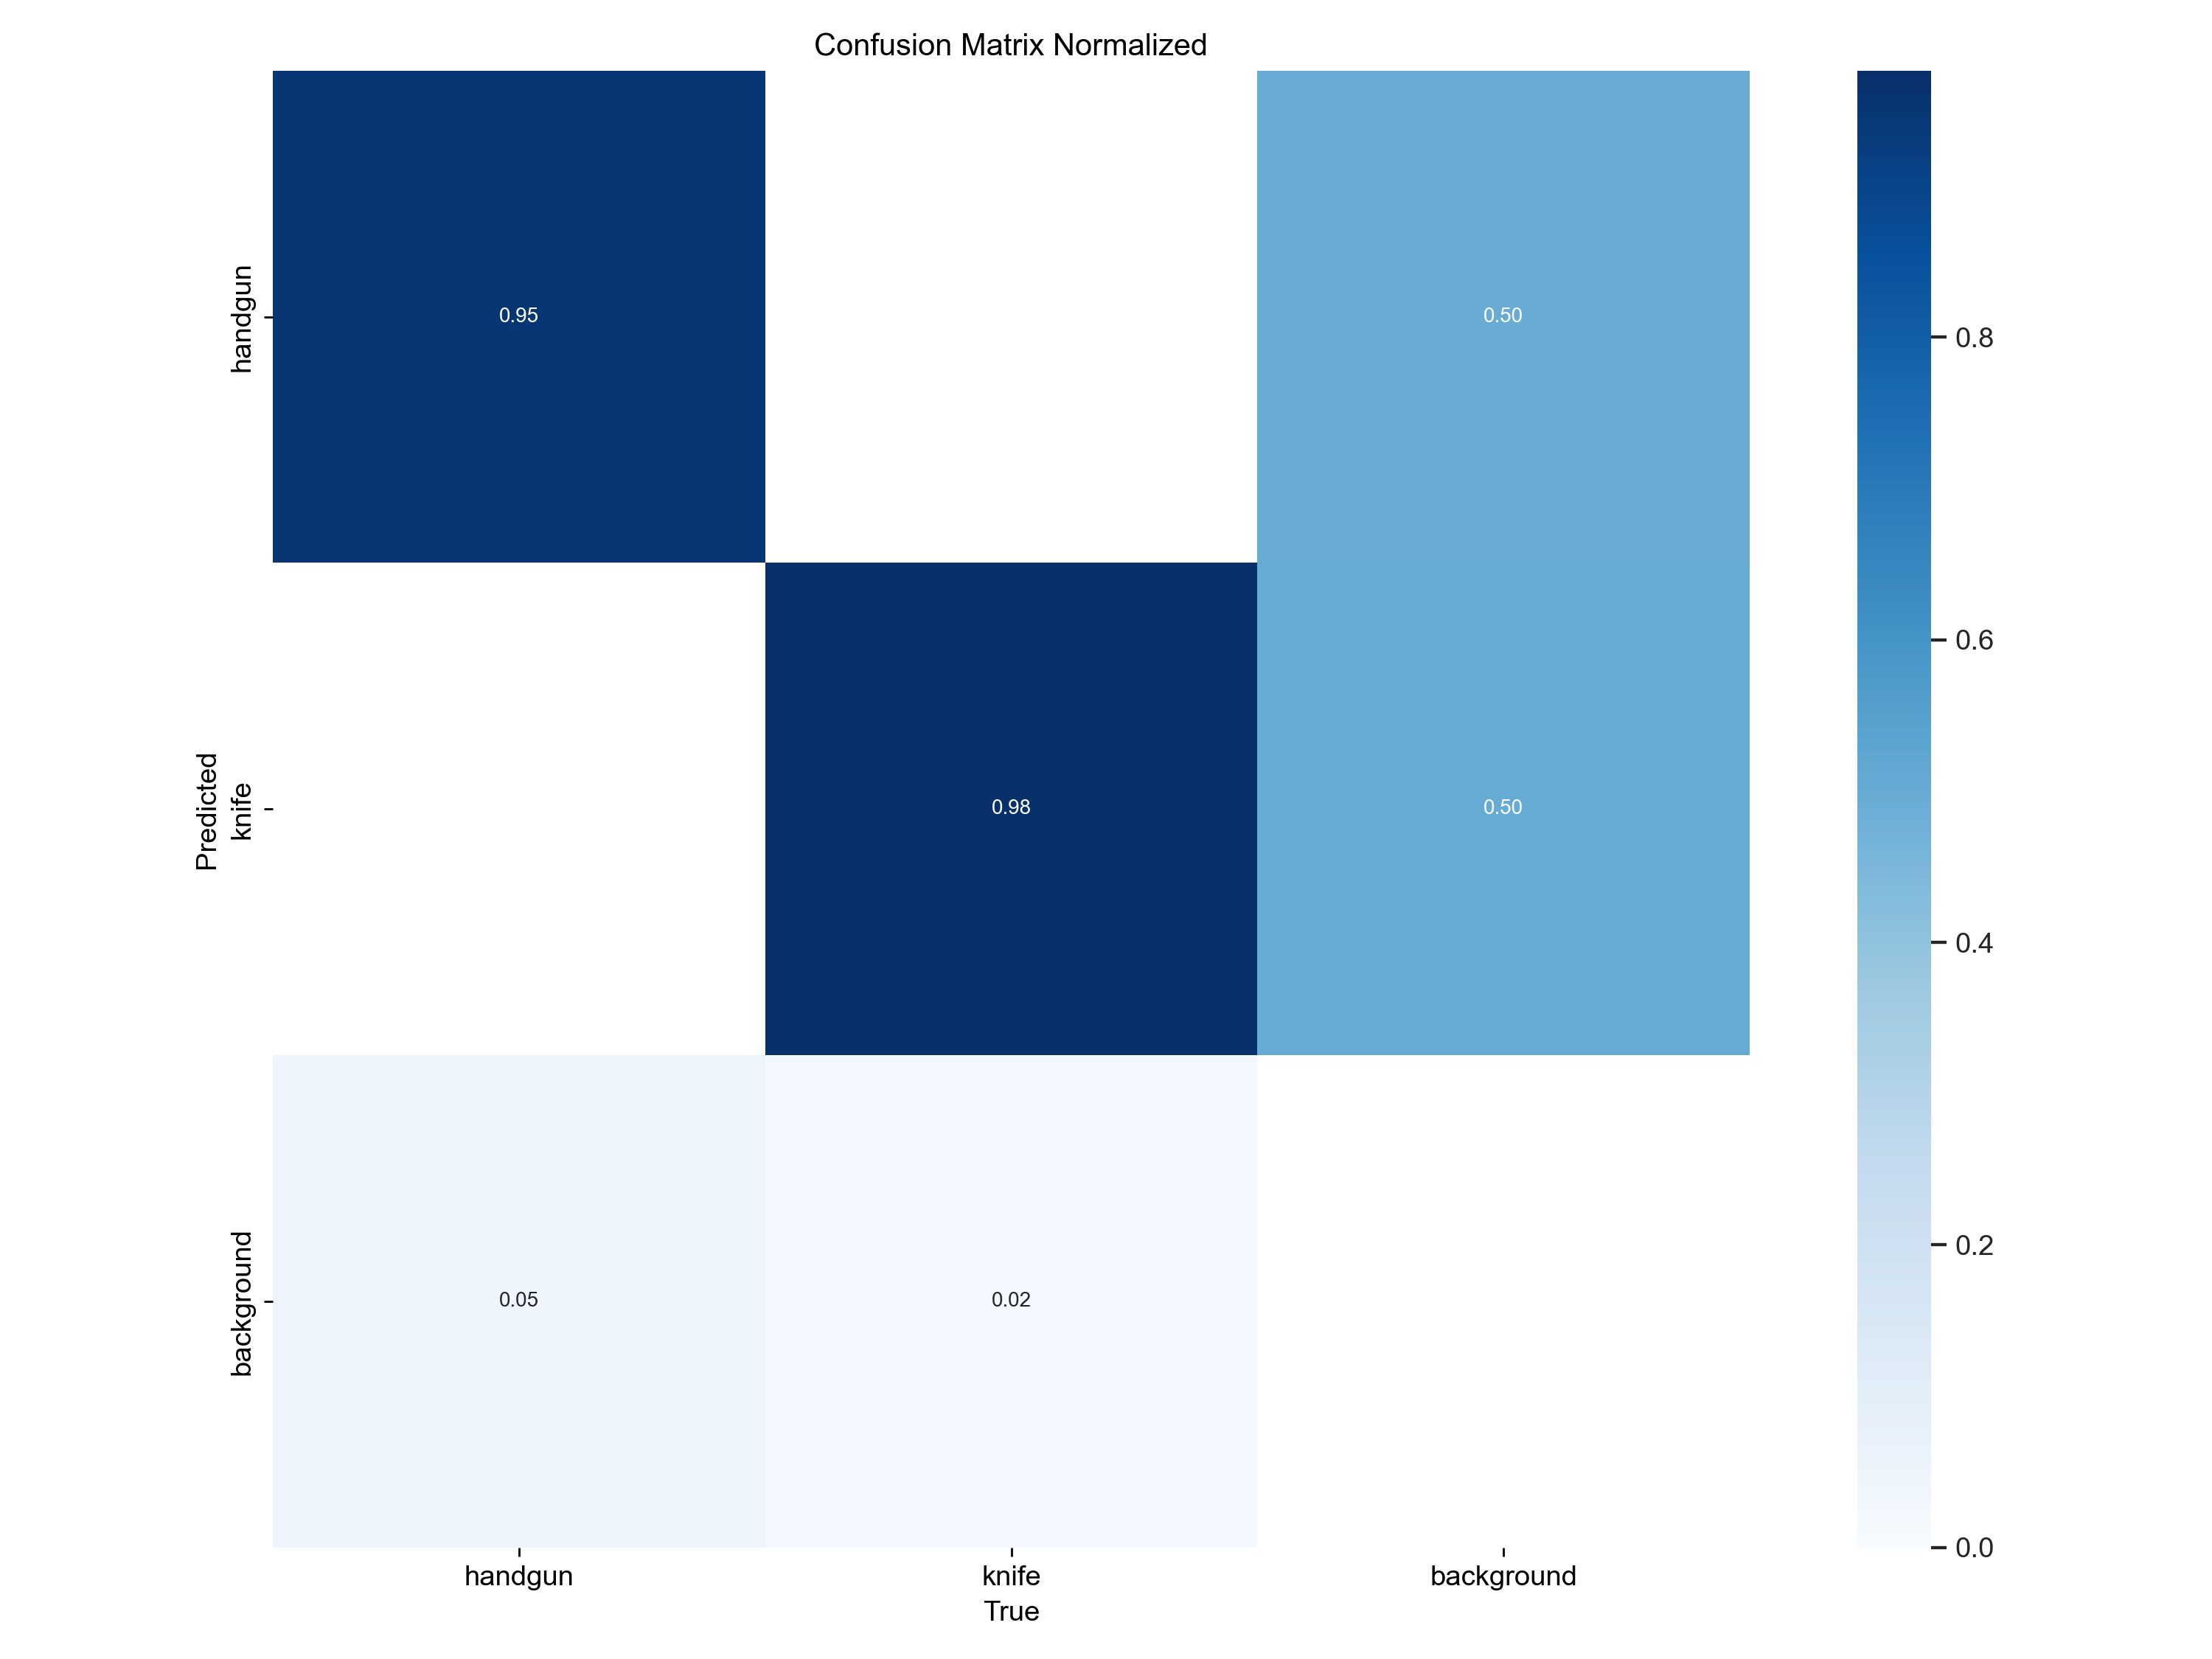 Confusion Matrix Normalized
handgun
0.95
0.50
0.8
0.6
Predicted
knife
0.98
0.50
0.4
0.2
background
0.05
0.02
0.0
handgun
knife
background
True